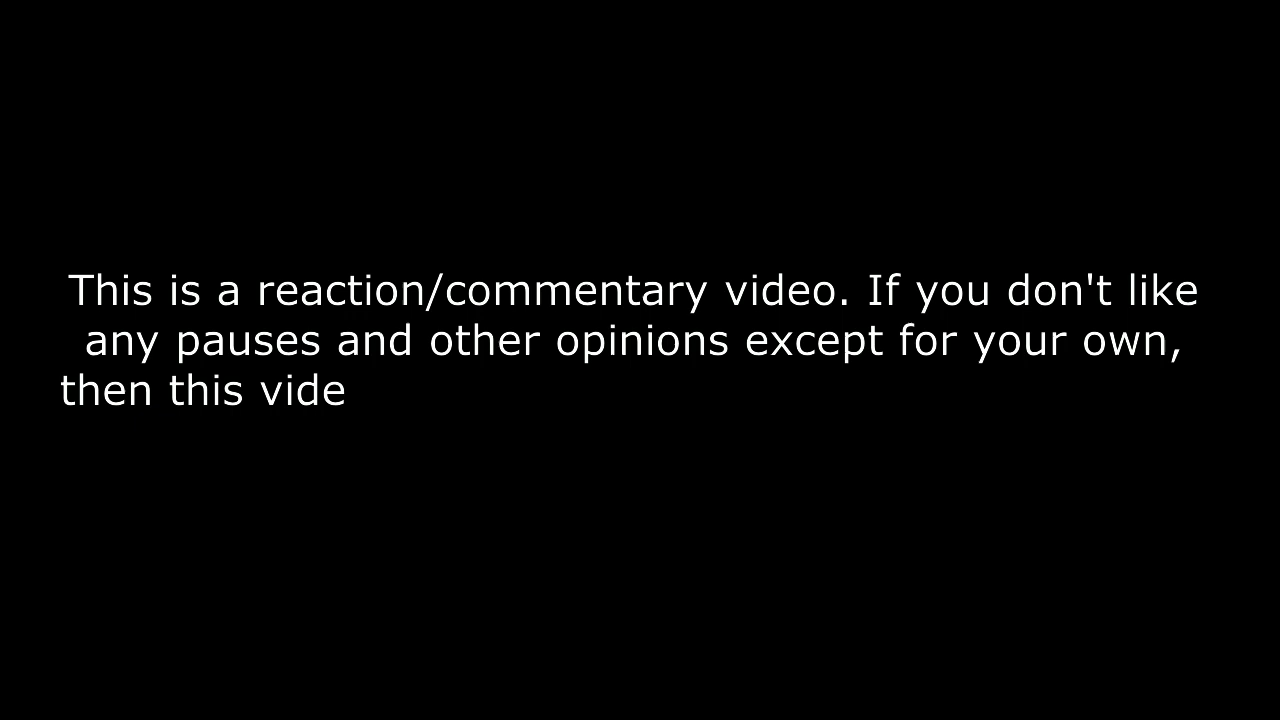 This is a reaction/commentary video. If you don't like
any pauses and other opinions except for your own,
then this vide